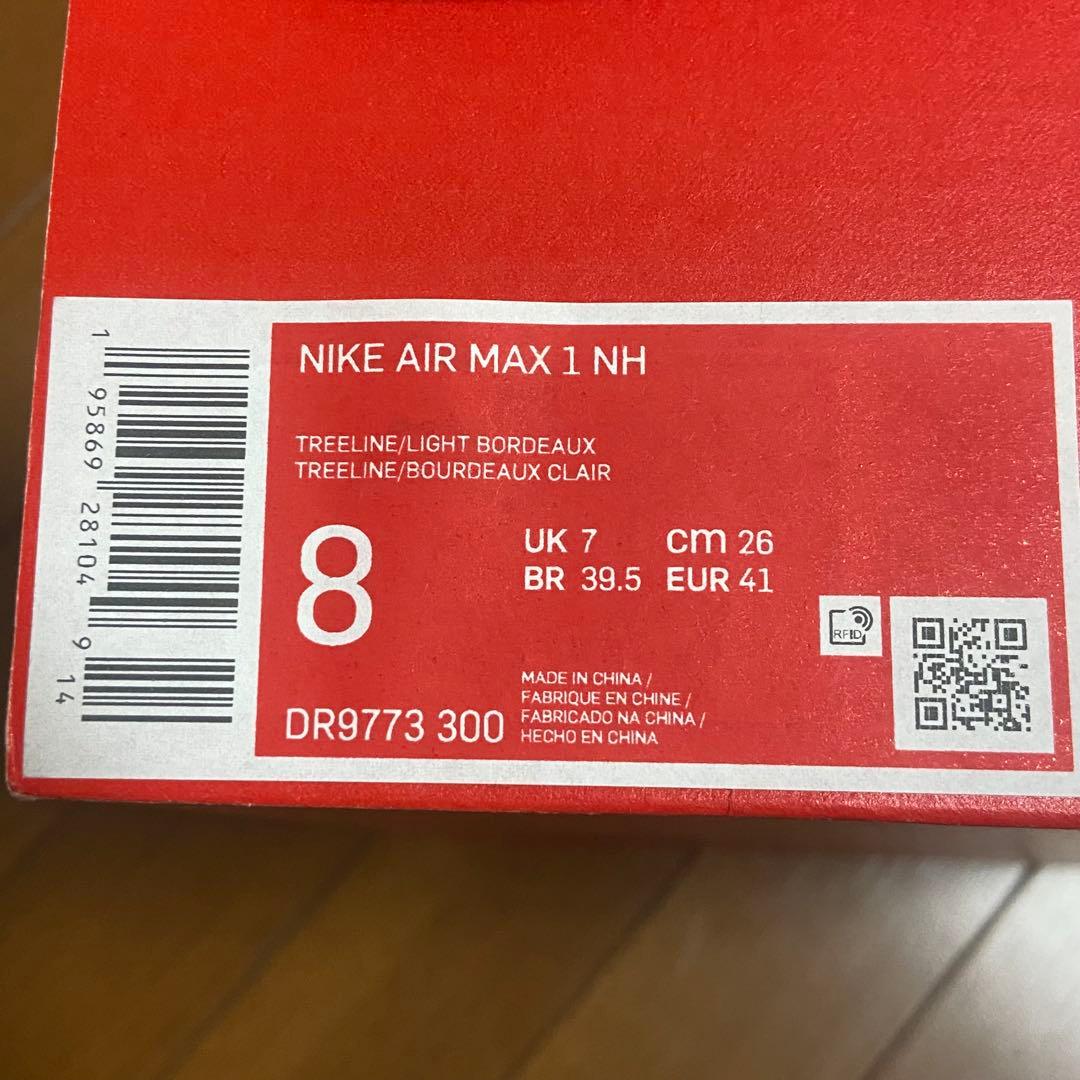 NIKE AIR MAX 1 NH
TREELINE/LIGHT BORDEAUX
TREELINE/BOURDEAUX CLAIR
8
UK 7 cm 26
BR 39.5 EUR 41
MADE IN CHINA /
FABRIQUE EN CHINE /
FABRICADO NA CHINA /
HECHO EN CHINA
DR9773 300
RFID
1 95869 28104 9 14